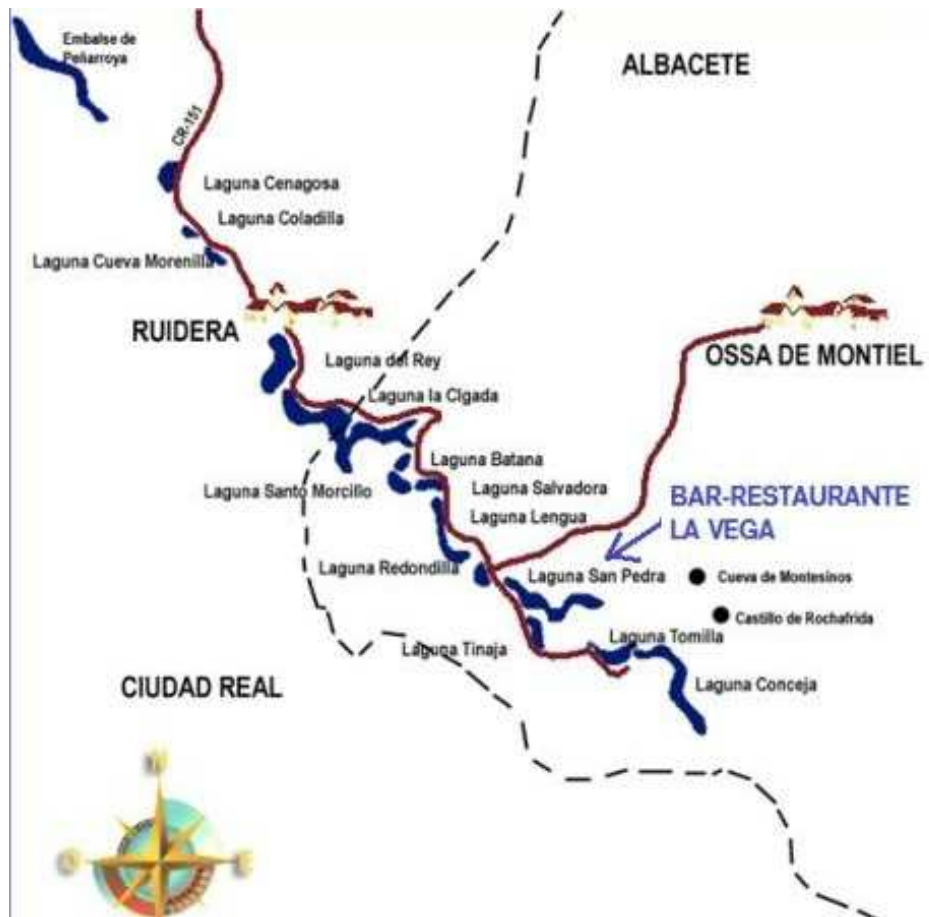 Embalse de
Peñarroya
ALBACETE
CR-151
Laguna Cenagosa
Laguna Coladilla
Laguna Cueva Morenilla
RUIDERA
OSSA DE MONTIEL
Laguna del Rey
Laguna la Clgada
Laguna Batana
Laguna Santo Morcillo
Laguna Salvadora
Laguna Lengua
BAR-RESTAURANTE
LA VEGA
Laguna Redondilla
Laguna San Pedra
Cueva de Montesinos
Castillo de Rochafrida
Laguna Tinaja
Laguna Tomilla
Laguna Conceja
CIUDAD REAL